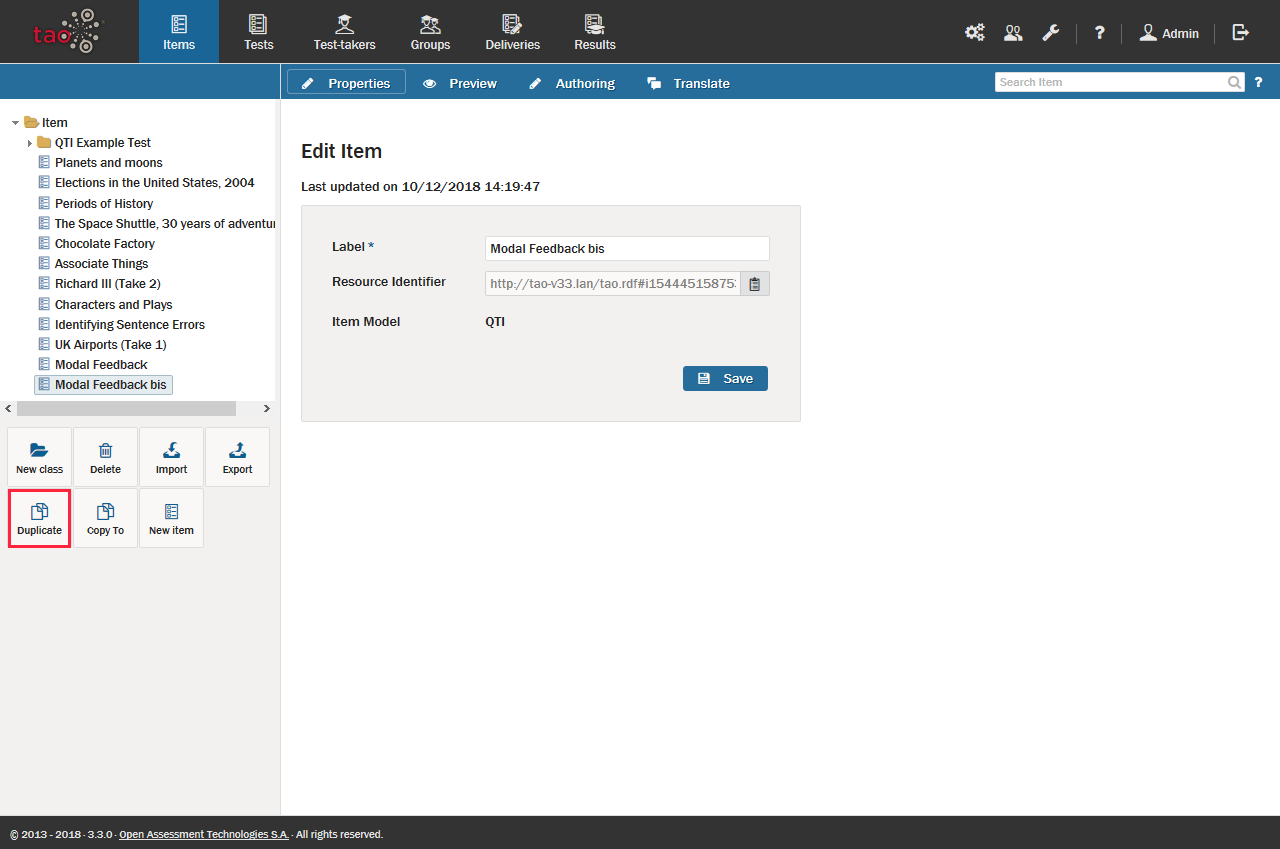 tao
Items
Tests
Test-takers
Groups
Deliveries
Results
?
Admin
Properties
Preview
Authoring
Translate
Search Item
?
Item
QTI Example Test
Planets and moons
Elections in the United States, 2004
Periods of History
The Space Shuttle, 30 years of adventur
Chocolate Factory
Associate Things
Richard III (Take 2)
Characters and Plays
Identifying Sentence Errors
UK Airports (Take 1)
Modal Feedback
Modal Feedback bis
New class
Delete
Import
Export
Duplicate
Copy To
New item
Edit Item
Last updated on 10/12/2018 14:19:47
Label *
Modal Feedback bis
Resource Identifier
http://tao-v33.lan/tao.rdf#i154445158753
Item Model
QTI
Save
© 2013 - 2018 · 3.3.0 · Open Assessment Technologies S.A. · All rights reserved.